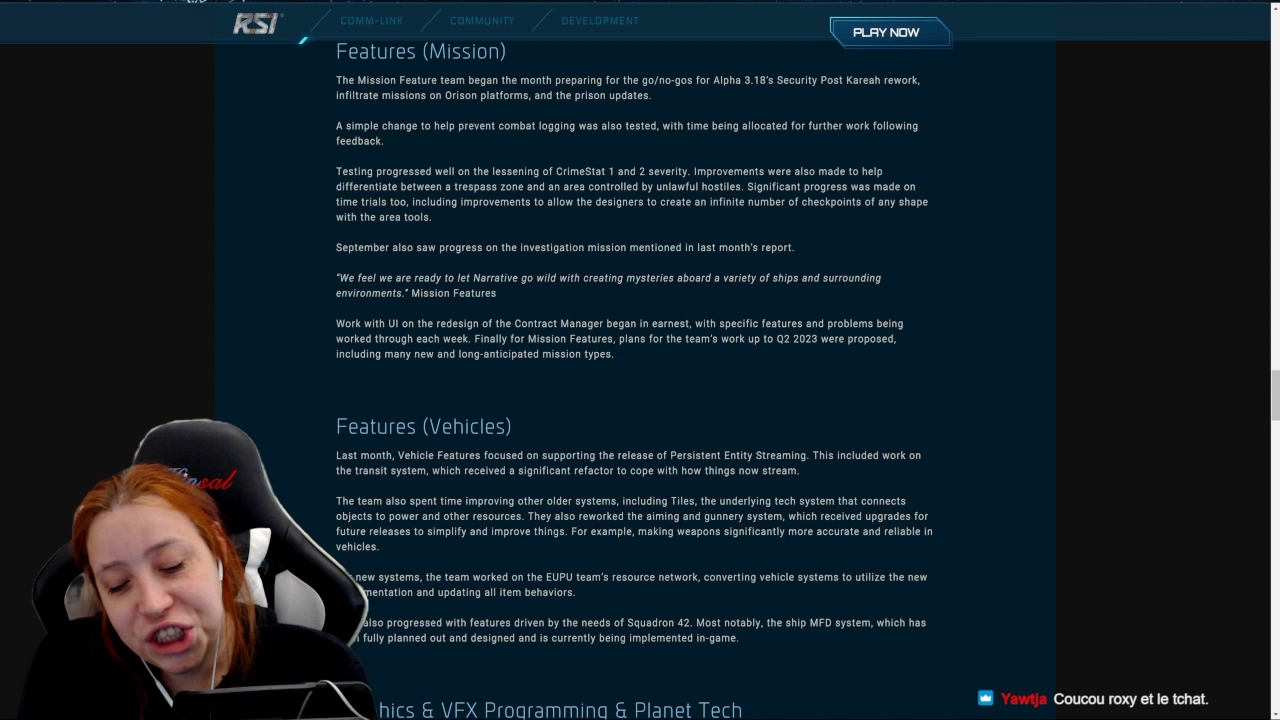 RSI
COMM-LINK
COMMUNITY
DEVELOPMENT
PLAY NOW
Features (Mission)
The Mission Feature team began the month preparing for the go/no-gos for Alpha 3.18's Security Post Kareah rework,
infiltrate missions on Orison platforms, and the prison updates.
A simple change to help prevent combat logging was also tested, with time being allocated for further work following
feedback.
Testing progressed well on the lessening of CrimeStat 1 and 2 severity. Improvements were also made to help
differentiate between a trespass zone and an area controlled by unlawful hostiles. Significant progress was made on
time trials too, including improvements to allow the designers to create an infinite number of checkpoints of any shape
with the area tools.
September also saw progress on the investigation mission mentioned in last month's report.
"We feel we are ready to let Narrative go wild with creating mysteries aboard a variety of ships and surrounding
environments." Mission Features
Work with UI on the redesign of the Contract Manager began in earnest, with specific features and problems being
worked through each week. Finally for Mission Features, plans for the team's work up to Q2 2023 were proposed,
including many new and long-anticipated mission types.
Features (Vehicles)
Last month, Vehicle Features focused on supporting the release of Persistent Entity Streaming. This included work on
the transit system, which received a significant refactor to cope with how things now stream.
The team also spent time improving other older systems, including Tiles, the underlying tech system that connects
objects to power and other resources. They also reworked the aiming and gunnery system, which received upgrades for
future releases to simplify and improve things. For example, making weapons significantly more accurate and reliable in
vehicles.
new systems, the team worked on the EUPU team's resource network, converting vehicle systems to utilize the new
mentation and updating all item behaviors.
also progressed with features driven by the needs of Squadron 42. Most notably, the ship MFD system, which has
fully planned out and designed and is currently being implemented in-game.
hics & VFX Programming & Planet Tech
Yawtja Coucou roxy et le tchat.